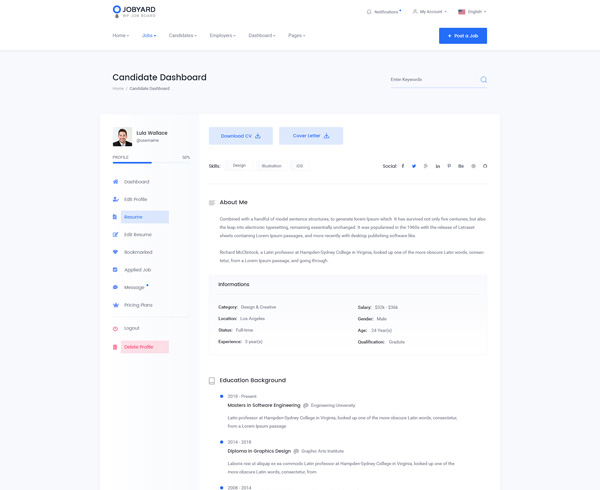 JOBYARD
WP JOB BOARD
Notifications
My Account
English
Home
Jobs
Candidates
Employers
Dashboard
Pages
+ Post a Job
Candidate Dashboard
Home / Candidate Dashboard
Enter Keywords
Lula Wallace
@username
PROFILE 50%
Dashboard
Edit Profile
Resume
Edit Resume
Bookmarked
Applied Job
Message
Pricing Plans
Logout
Delete Profile
Download CV
Cover Letter
Skills:
Design
Illustration
iOS
Social:
About Me
Combined with a handful of model sentence structures, to generate lorem Ipsum which It has survived not only five centuries, but also
the leap into electronic typesetting, remaining essentially unchanged. It was popularised in the 1960s with the release of Letraset
sheets containing Lorem Ipsum passages, and more recently with desktop publishing software like.
Richard McClintock, a Latin professor at Hampden-Sydney College in Virginia, looked up one of the more obscure Latin words, consec-
tetur, from a Lorem Ipsum passage, and going through
Informations
Category: Design & Creative
Location: Los Angeles
Status: Full-time
Experience: 3 year(s)
Salary: $32k - $36k
Gender: Male
Age: 24 Year(s)
Qualification: Gradute
Education Background
2018 - Present
Masters in Software Engineering @ Engineering University
Latin professor at Hampden-Sydney College in Virginia, looked up one of the more obscure Latin words, consectetur,
from a Lorem Ipsum passage
2014 - 2018
Diploma in Graphics Design @ Graphic Arts Institute
Laboris nisi ut aliquip ex ea commodo Latin professor at Hampden-Sydney College in Virginia, looked up one of the
more obscure Latin words, consectetur, from
2008 - 2014